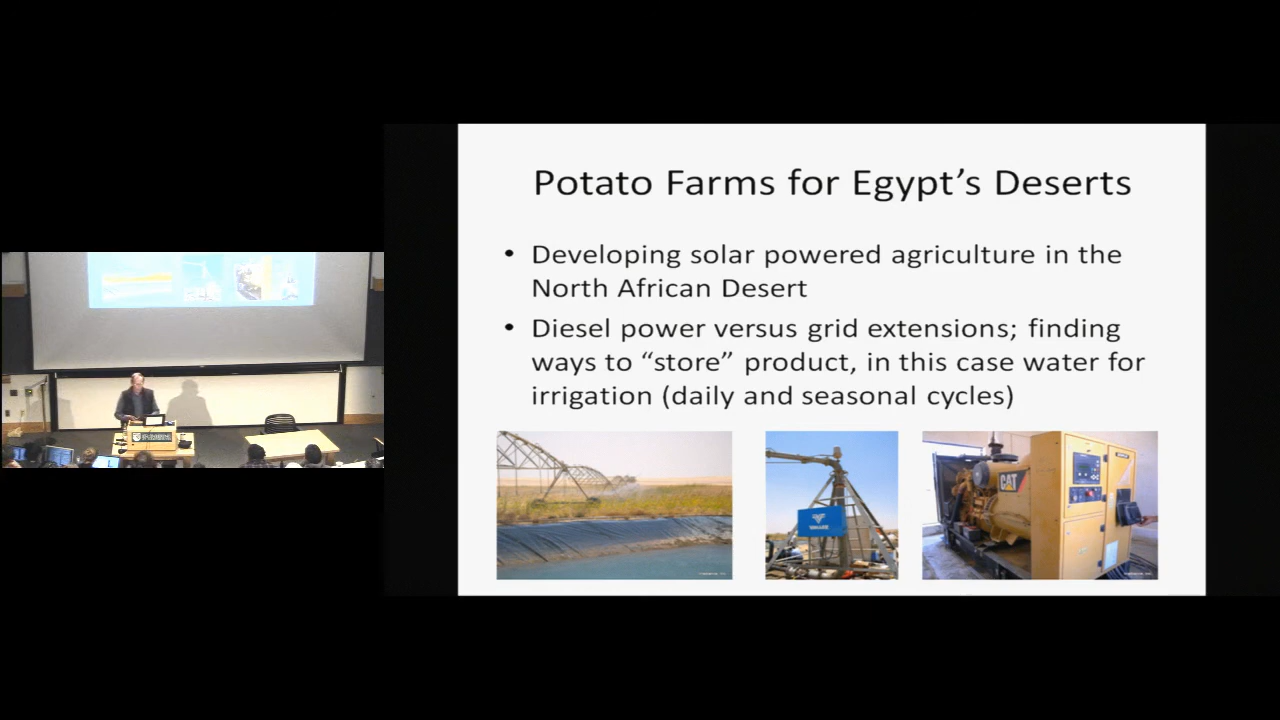 Potato Farms for Egypt’s Deserts
• Developing solar powered agriculture in the
North African Desert
• Diesel power versus grid extensions; finding
ways to “store” product, in this case water for
irrigation (daily and seasonal cycles)
CAT